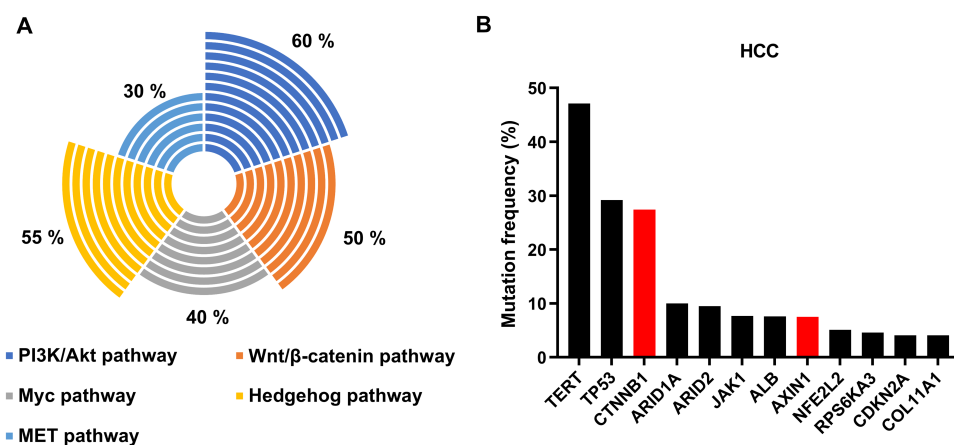 A
60 %
30 %
55 %
50 %
40 %
PI3K/Akt pathway
Wnt/β-catenin pathway
Myc pathway
Hedgehog pathway
MET pathway
B
HCC
Mutation frequency (%)
50
40
30
20
10
0
TERT
TP53
CTNNB1
ARID1A
ARID2
JAK1
ALB
AXIN1
NFE2L2
RPS6KA3
CDKN2A
COL11A1